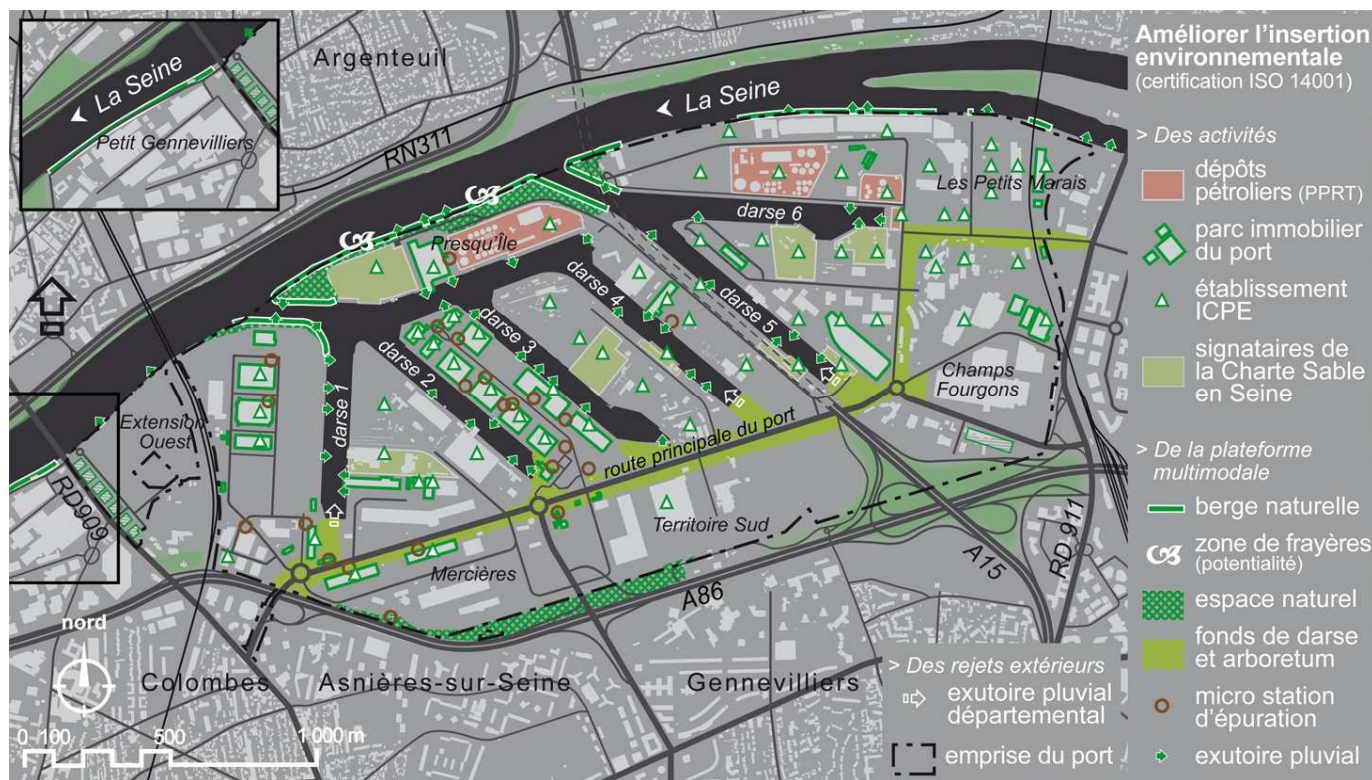 Argenteuil
La Seine
Petit Gennevilliers
RN311
La Seine
Les Petits Marais
darse 6
Presqu'Île
darse 4
darse 5
darse 3
darse 2
darse 1
Champs
Fourgons
Extension
Ouest
route principale du port
RD909
Territoire Sud
Mercières
A15
RD 911
A86
nord
Colombes
Asnières-sur-Seine
Gennevilliers
0 100
500
1 000 m
Améliorer l'insertion
environnementale
(certification ISO 14001)
> Des activités
dépôts
pétroliers (PPRT)
parc immobilier
du port
établissement
ICPE
signataires de
la Charte Sable
en Seine
> De la plateforme
multimodale
berge naturelle
zone de frayères
(potentialité)
espace naturel
fonds de darse
et arboretum
micro station
d'épuration
exutoire pluvial
> Des rejets extérieurs
exutoire pluvial
départemental
emprise du port